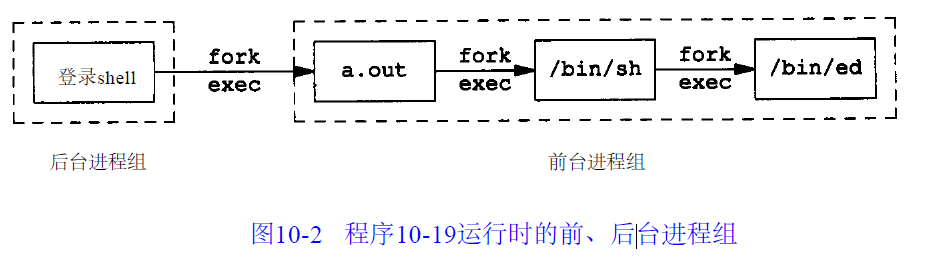 fork
fork
fork
登录shell
a.out
/bin/sh
/bin/ed
exec
exec
exec
后台进程组
前台进程组
图10-2 程序10-19运行时的前、后台进程组